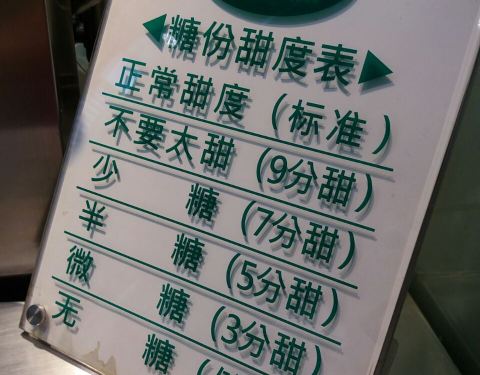 ◀糖份甜度表▶
正常甜度（标准）
不要太甜（9分甜）
少糖（7分甜）
半糖（5分甜）
微糖（3分甜）
无糖（